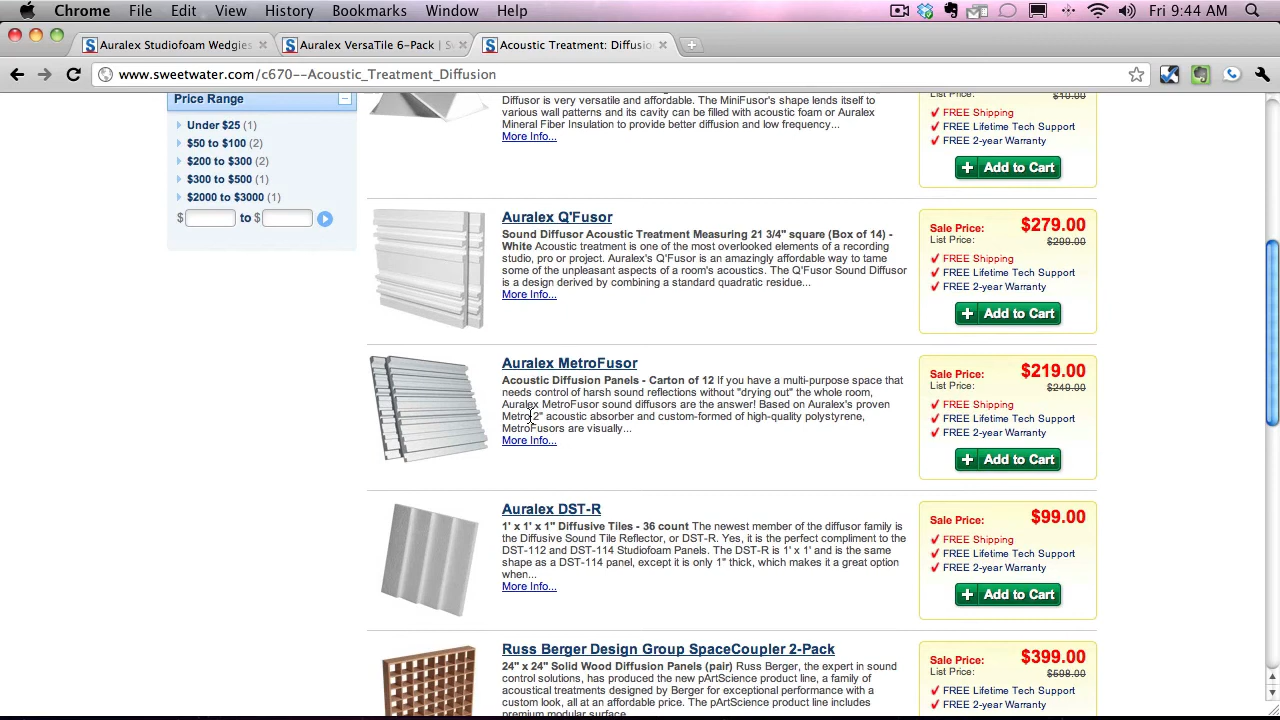 Chrome File Edit View History Bookmarks Window Help Fri 9:44 AM
Auralex Studiofoam Wedgies Auralex VersaTile 6-Pack | Sw Acoustic Treatment: Diffusio
www.sweetwater.com/c670--Acoustic_Treatment_Diffusion
Price Range
Under $25 (1)
$50 to $100 (2)
$200 to $300 (2)
$300 to $500 (1)
$2000 to $3000 (1)
$ to $
Diffusor is very versatile and affordable. The MiniFusor's shape lends itself to
various wall patterns and its cavity can be filled with acoustic foam or Auralex
Mineral Fiber Insulation to provide better diffusion and low frequency...
More Info...
List Price: $10.00
FREE Shipping
FREE Lifetime Tech Support
FREE 2-year Warranty
Add to Cart
Auralex Q'Fusor
Sound Diffusor Acoustic Treatment Measuring 21 3/4" square (Box of 14) -
White Acoustic treatment is one of the most overlooked elements of a recording
studio, pro or project. Auralex's Q'Fusor is an amazingly affordable way to tame
some of the unpleasant aspects of a room's acoustics. The Q'Fusor Sound Diffusor
is a design derived by combining a standard quadratic residue...
More Info...
Sale Price: $279.00
List Price: $299.00
FREE Shipping
FREE Lifetime Tech Support
FREE 2-year Warranty
Add to Cart
Auralex MetroFusor
Acoustic Diffusion Panels - Carton of 12 If you have a multi-purpose space that
needs control of harsh sound reflections without "drying out" the whole room,
Auralex MetroFusor sound diffusors are the answer! Based on Auralex's proven
Metro 2" acoustic absorber and custom-formed of high-quality polystyrene,
MetroFusors are visually...
More Info...
Sale Price: $219.00
List Price: $249.00
FREE Shipping
FREE Lifetime Tech Support
FREE 2-year Warranty
Add to Cart
Auralex DST-R
1' x 1' x 1" Diffusive Tiles - 36 count The newest member of the diffusor family is
the Diffusive Sound Tile Reflector, or DST-R. Yes, it is the perfect compliment to the
DST-112 and DST-114 Studiofoam Panels. The DST-R is 1' x 1' and is the same
shape as a DST-114 panel, except it is only 1" thick, which makes it a great option
when...
More Info...
Sale Price: $99.00
FREE Shipping
FREE Lifetime Tech Support
FREE 2-year Warranty
Add to Cart
Russ Berger Design Group SpaceCoupler 2-Pack
24" x 24" Solid Wood Diffusion Panels (pair) Russ Berger, the expert in sound
control solutions, has produced the new pArtScience product line, a family of
acoustical treatments designed by Berger for exceptional performance with a
custom look, all at an affordable price. The pArtScience product line includes
premium modular surface
Sale Price: $399.00
List Price: $598.00
FREE Lifetime Tech Support
FREE 2-year Warranty